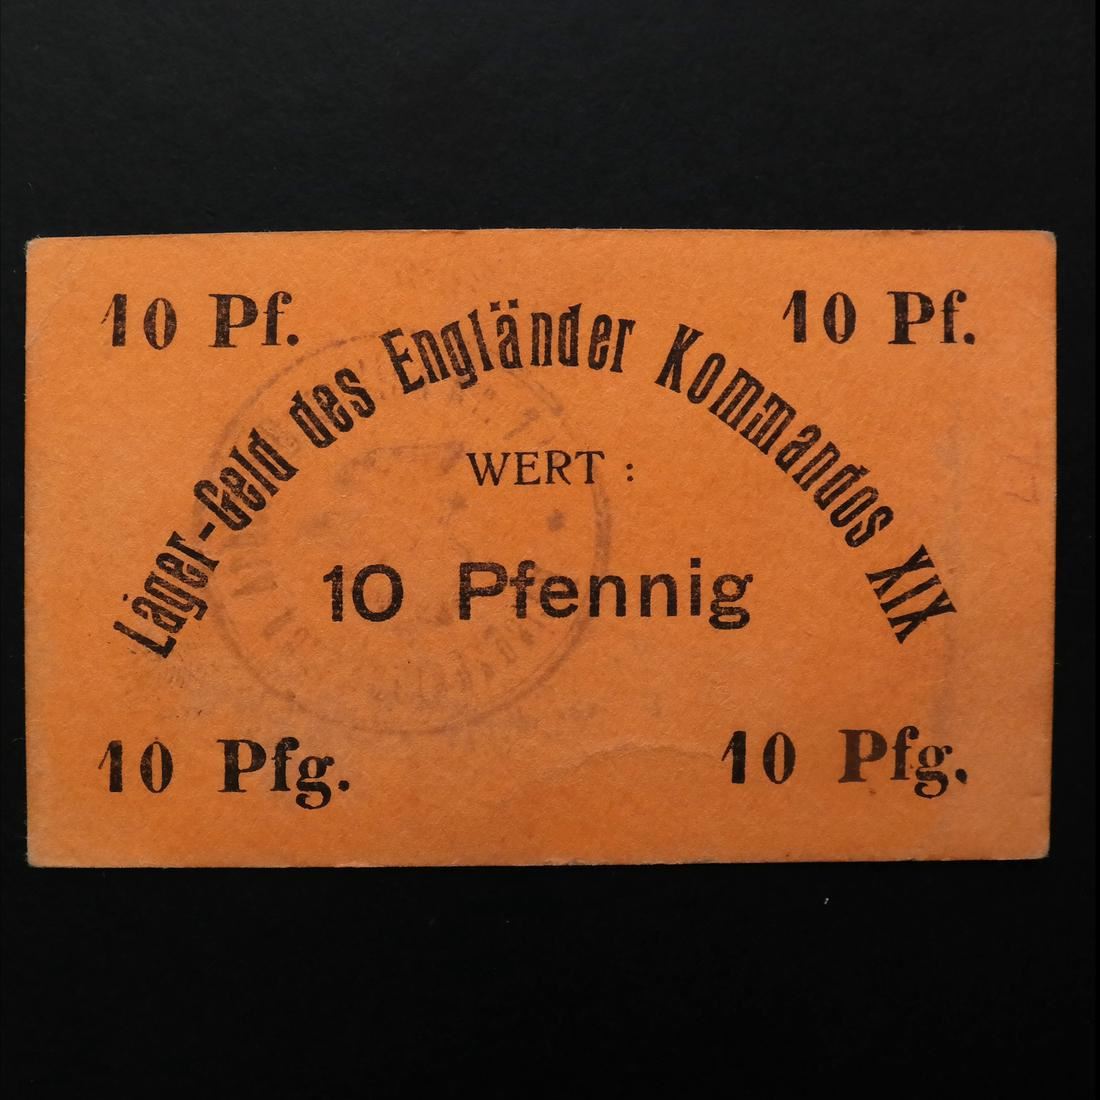 10 Pf.
10 Pf.
Lager-Geld des Engländer Kommandos XIX
WERT :
10 Pfennig
10 Pfg.
10 Pfg.